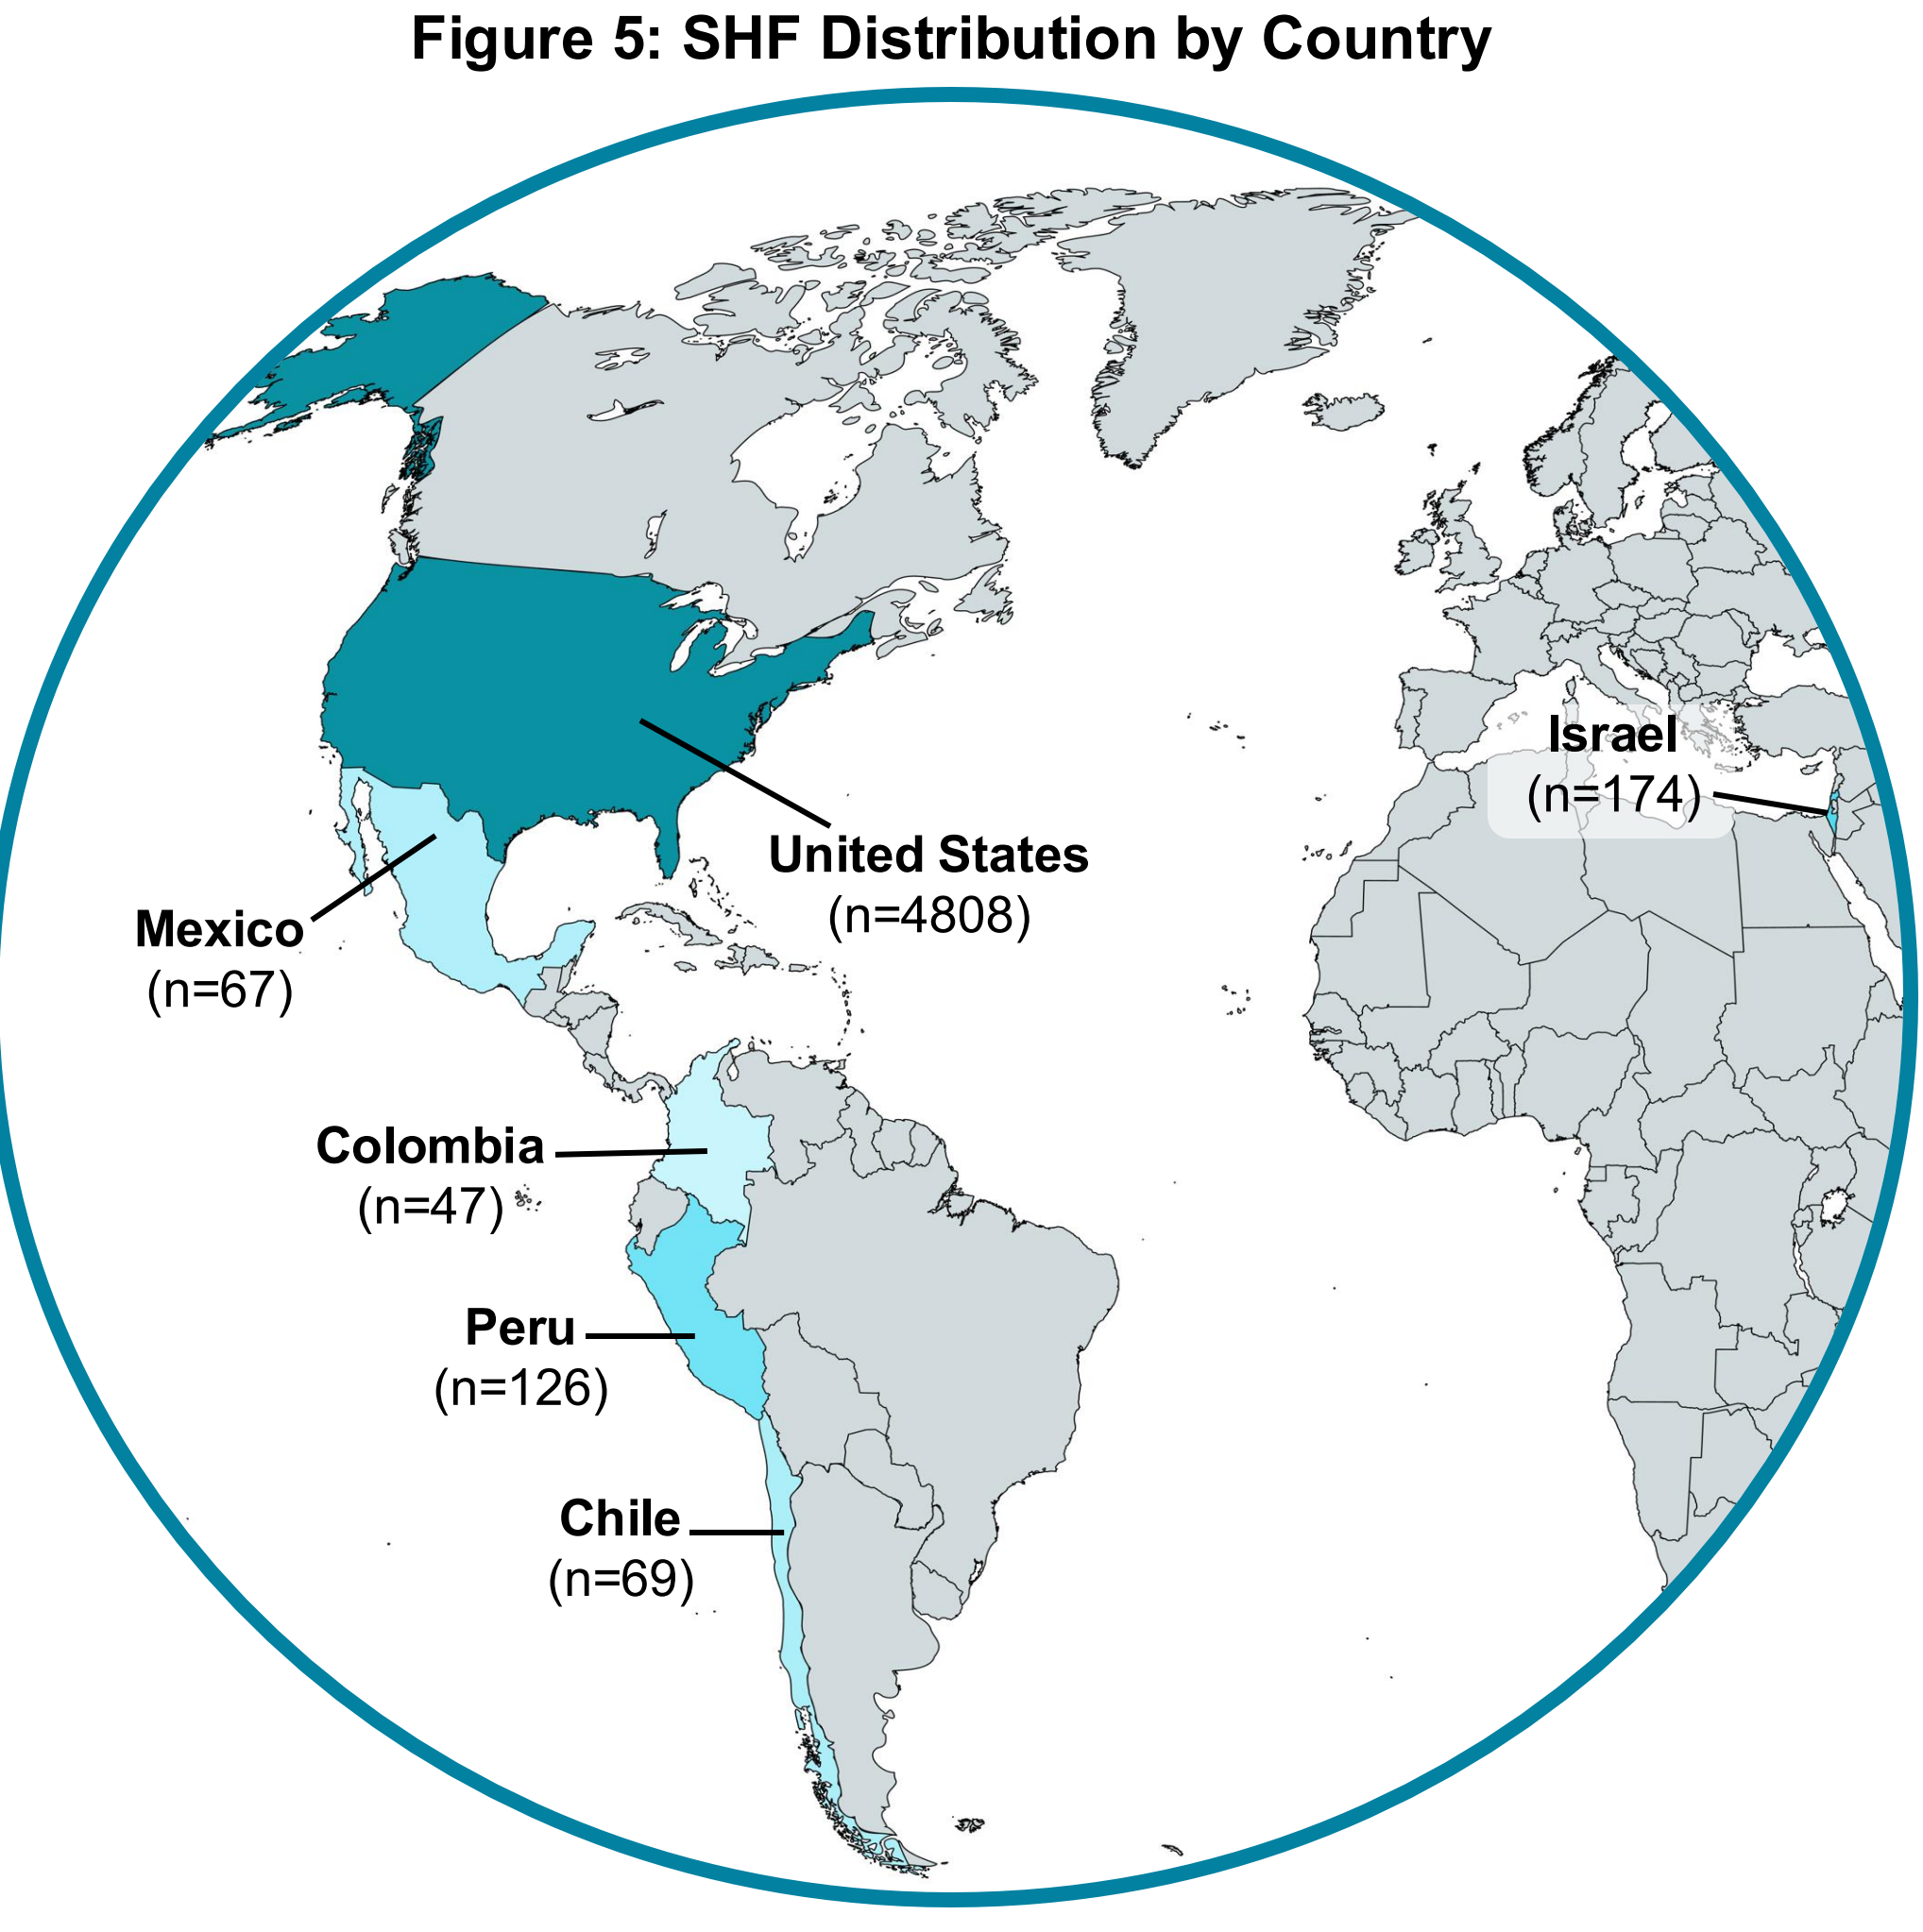 Figure 5: SHF Distribution by Country
Israel
(n=174)
United States
(n=4808)
Mexico
(n=67)
Colombia
(n=47)
Peru
(n=126)
Chile
(n=69)